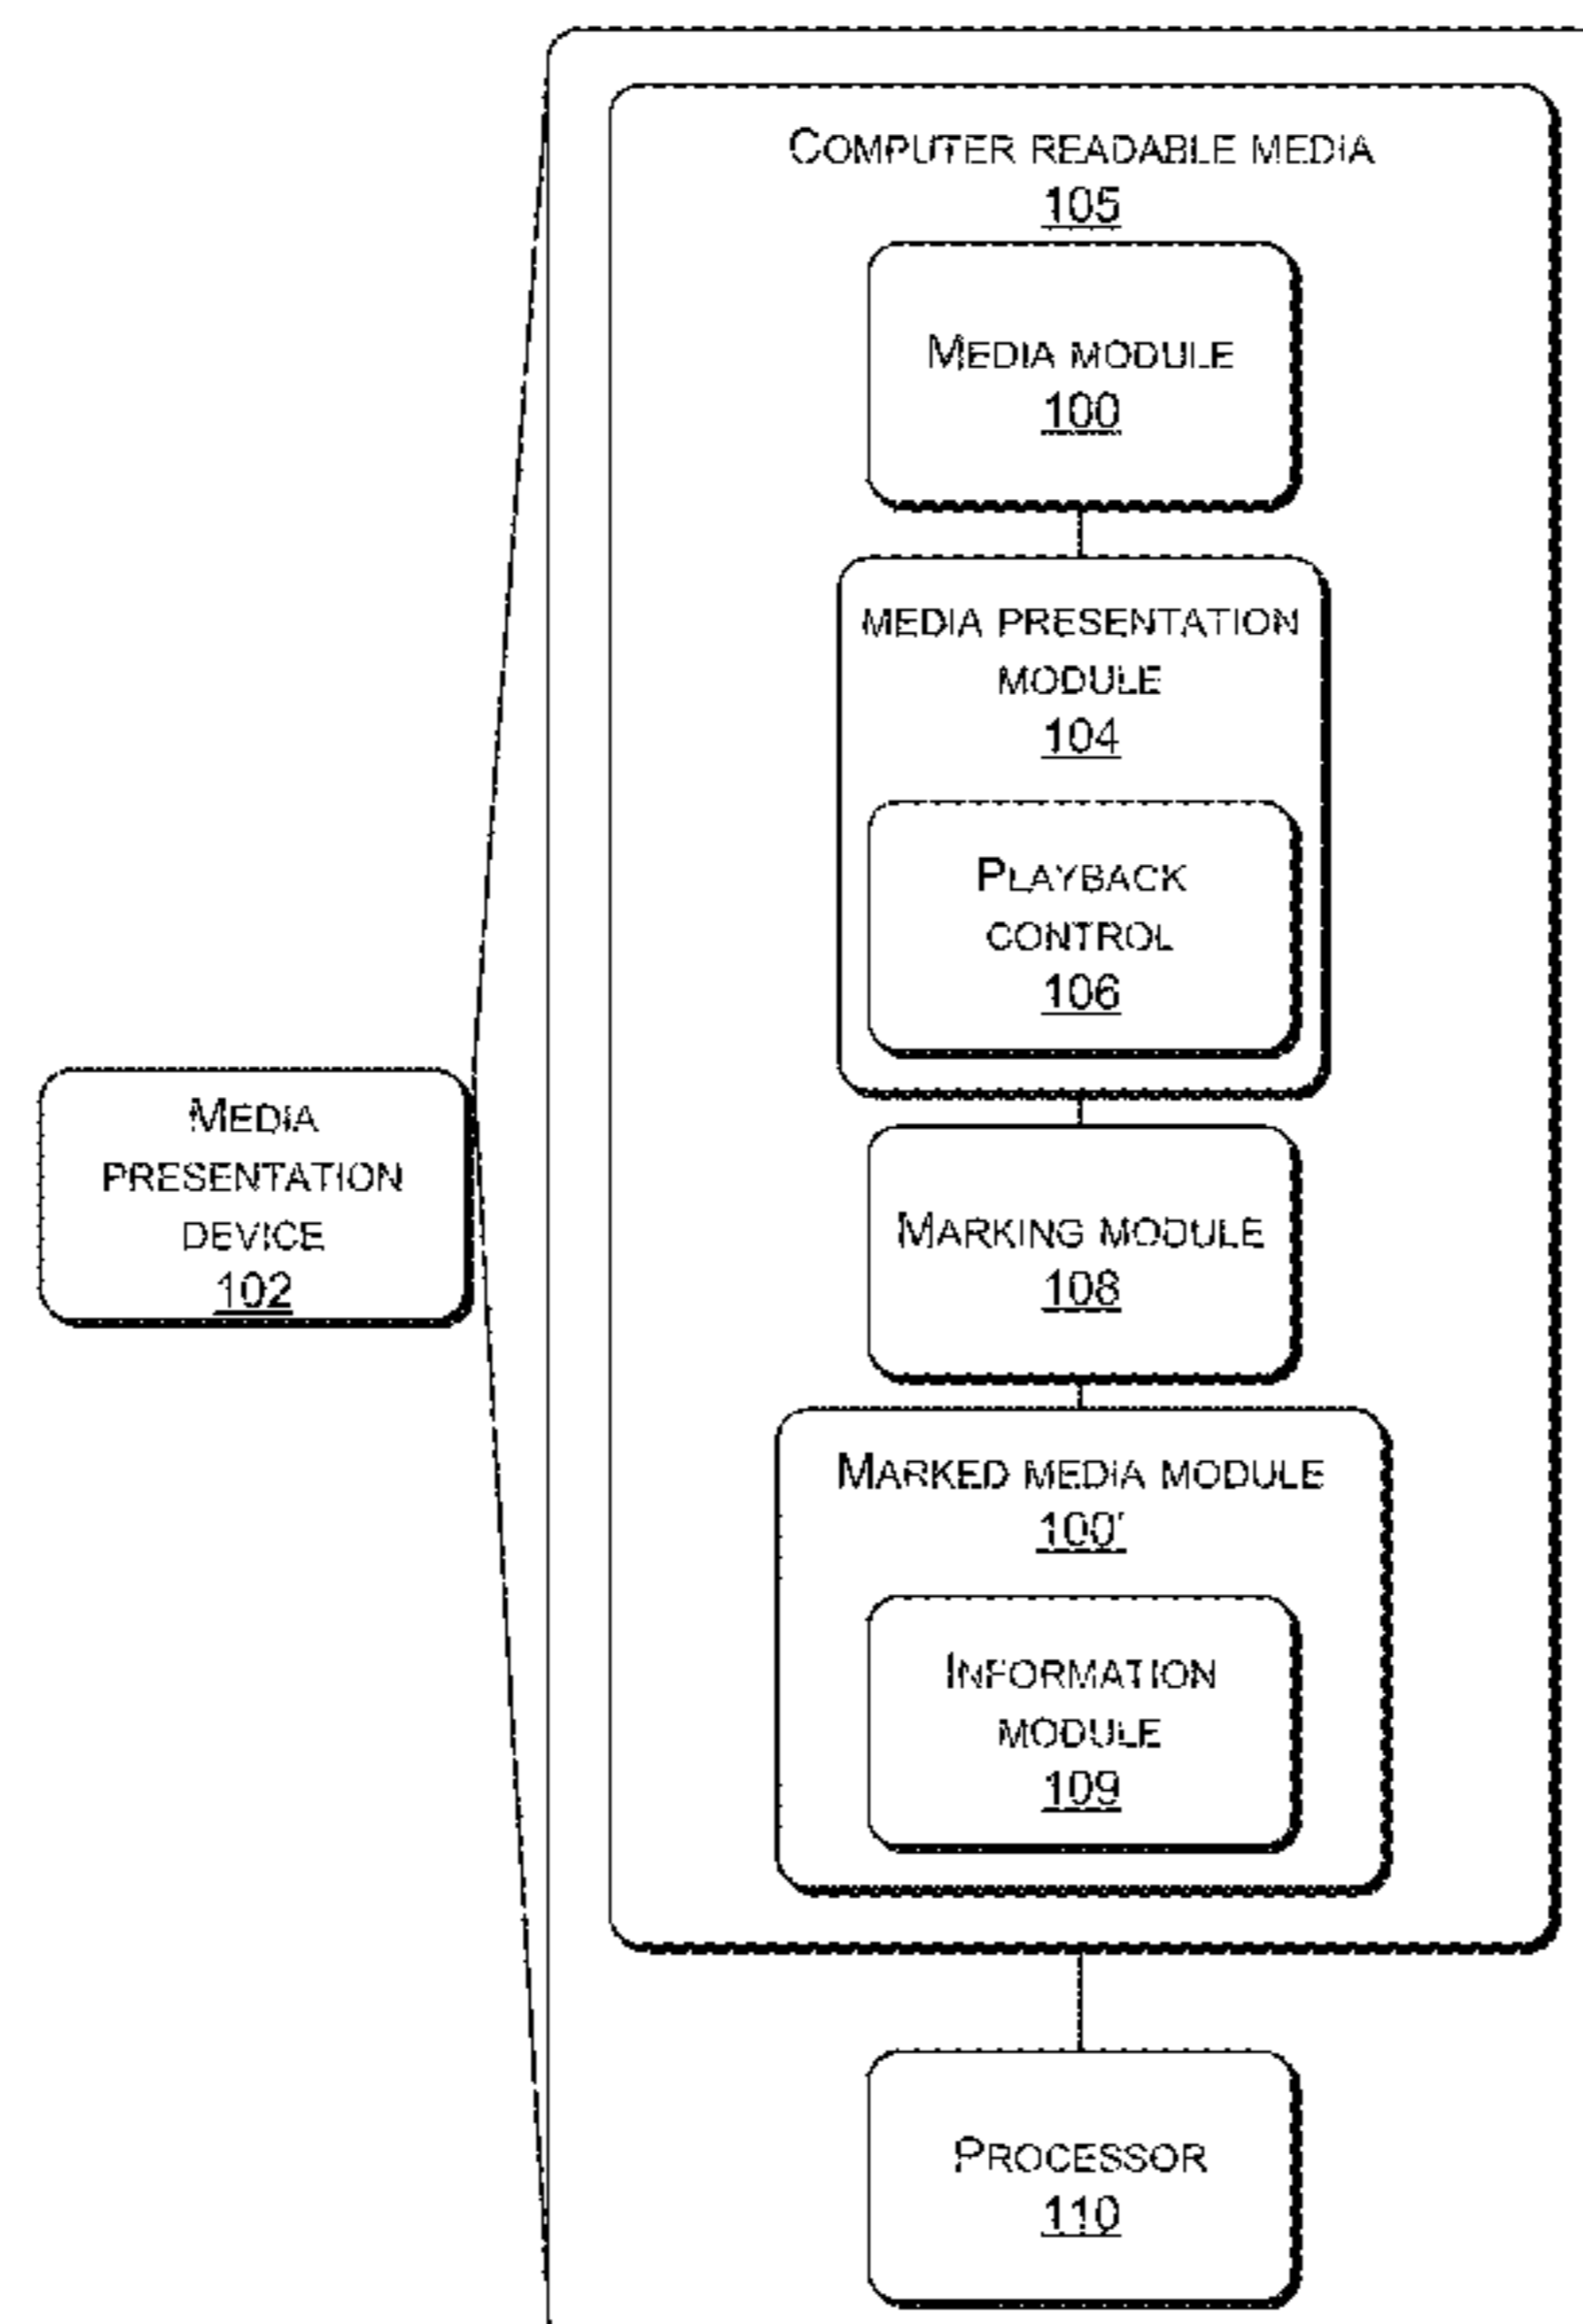 COMPUTER READABLE MEDIA
105
MEDIA MODULE
100
MEDIA PRESENTATION
MODULE
104
PLAYBACK
CONTROL
106
MEDIA
PRESENTATION
DEVICE
102
MARKING MODULE
108
MARKED MEDIA MODULE
100'
INFORMATION
MODULE
109
PROCESSOR
110